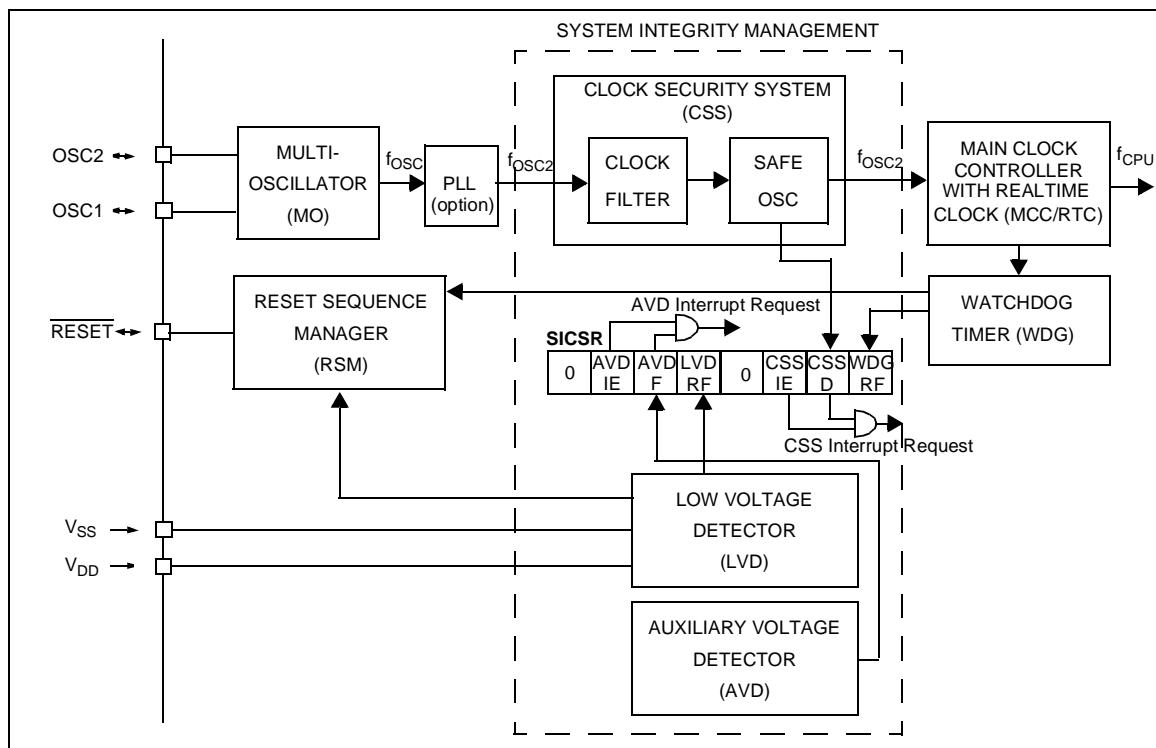 SYSTEM INTEGRITY MANAGEMENT
CLOCK SECURITY SYSTEM
(CSS)
OSC2
OSC1
MULTI-
OSCILLATOR
(MO)
fOSC
PLL
(option)
fOSC2
CLOCK
FILTER
SAFE
OSC
fOSC2
MAIN CLOCK
CONTROLLER
WITH REALTIME
CLOCK (MCC/RTC)
fCPU
RESET
RESET SEQUENCE
MANAGER
(RSM)
AVD Interrupt Request
WATCHDOG
TIMER (WDG)
SICSR
0
AVD
IE
AVD
F
LVD
RF
0
CSS
IE
CSS
D
WDG
RF
CSS Interrupt Request
VSS
VDD
LOW VOLTAGE
DETECTOR
(LVD)
AUXILIARY VOLTAGE
DETECTOR
(AVD)